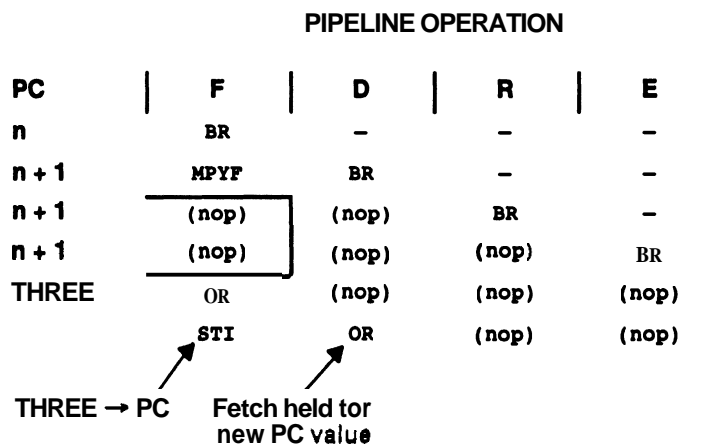 PIPELINE OPERATION
PC | F | D | R | E
n BR – – –
n + 1 MPYF BR – –
n + 1 (nop) (nop) BR –
n + 1 (nop) (nop) (nop) BR
THREE OR (nop) (nop) (nop)
STI OR (nop) (nop)
THREE → PC Fetch held tor
new PC value